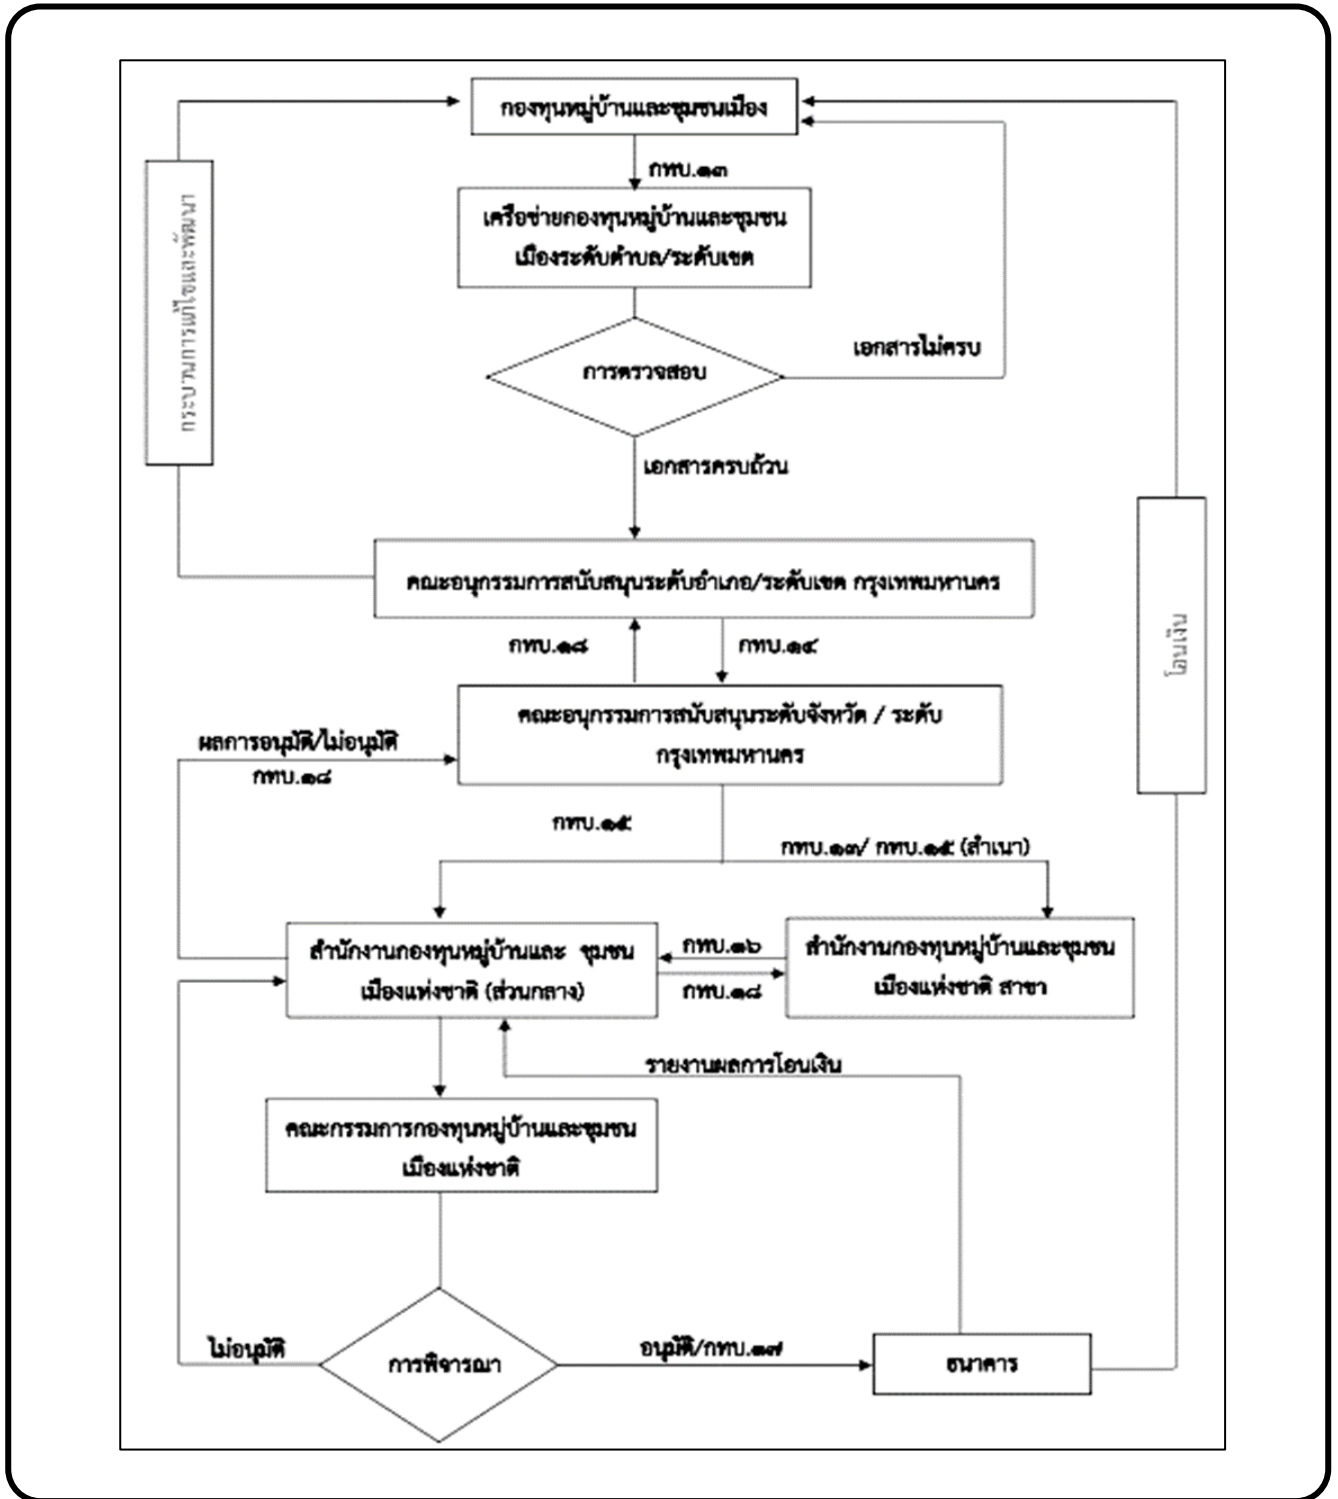 กองทุนหมู่บ้านและชุมชนเมือง
กทบ.๑๓
เครือข่ายกองทุนหมู่บ้านและชุมชน
เมืองระดับตำบล/ระดับเขต
กระบวนการแก้ไขและพัฒนา
เอกสารไม่ครบ
การตรวจสอบ
เอกสารครบถ้วน
คณะอนุกรรมการสนับสนุนระดับอำเภอ/ระดับเขต กรุงเทพมหานคร
กทบ.๑๘
กทบ.๑๔
โอนเงิน
คณะอนุกรรมการสนับสนุนระดับจังหวัด / ระดับ
กรุงเทพมหานคร
ผลการอนุมัติ/ไม่อนุมัติ
กทบ.๑๘
กทบ.๑๕
กทบ.๑๓/ กทบ.๑๕ (สำเนา)
สำนักงานกองทุนหมู่บ้านและ ชุมชน
เมืองแห่งชาติ (ส่วนกลาง)
กทบ.๑๖
กทบ.๑๘
สำนักงานกองทุนหมู่บ้านและชุมชน
เมืองแห่งชาติ สาขา
รายงานผลการโอนเงิน
คณะกรรมการกองทุนหมู่บ้านและชุมชน
เมืองแห่งชาติ
ไม่อนุมัติ
การพิจารณา
อนุมัติ/กทบ.๑๗
ธนาคาร